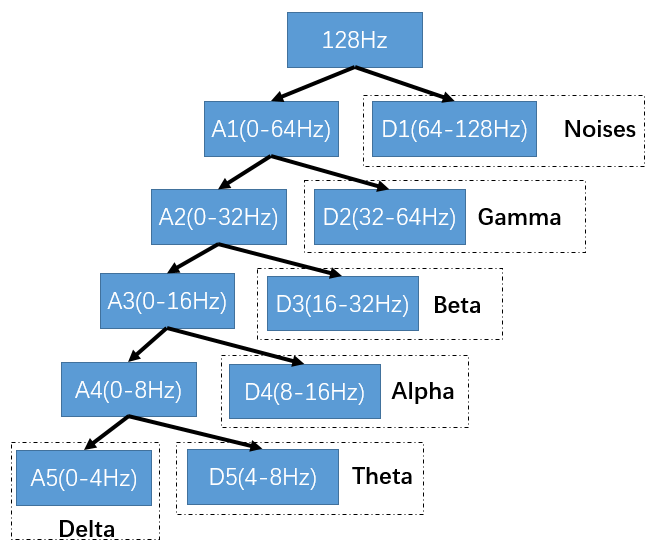 128Hz
A1(0-64Hz)
D1(64-128Hz)
Noises
A2(0-32Hz)
D2(32-64Hz)
Gamma
A3(0-16Hz)
D3(16-32Hz)
Beta
A4(0-8Hz)
D4(8-16Hz)
Alpha
A5(0-4Hz)
D5(4-8Hz)
Theta
Delta